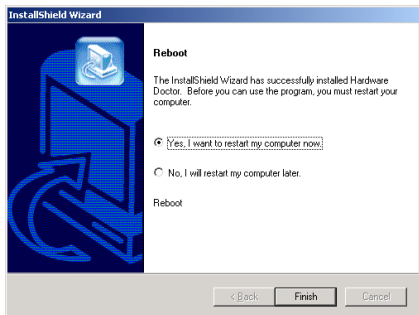 InstallShield Wizard
Reboot
The InstallShield Wizard has successfully installed Hardware
Doctor. Before you can use the program, you must restart your
computer.
Yes, I want to restart my computer now.
No, I will restart my computer later.
Reboot
< Back
Finish
Cancel